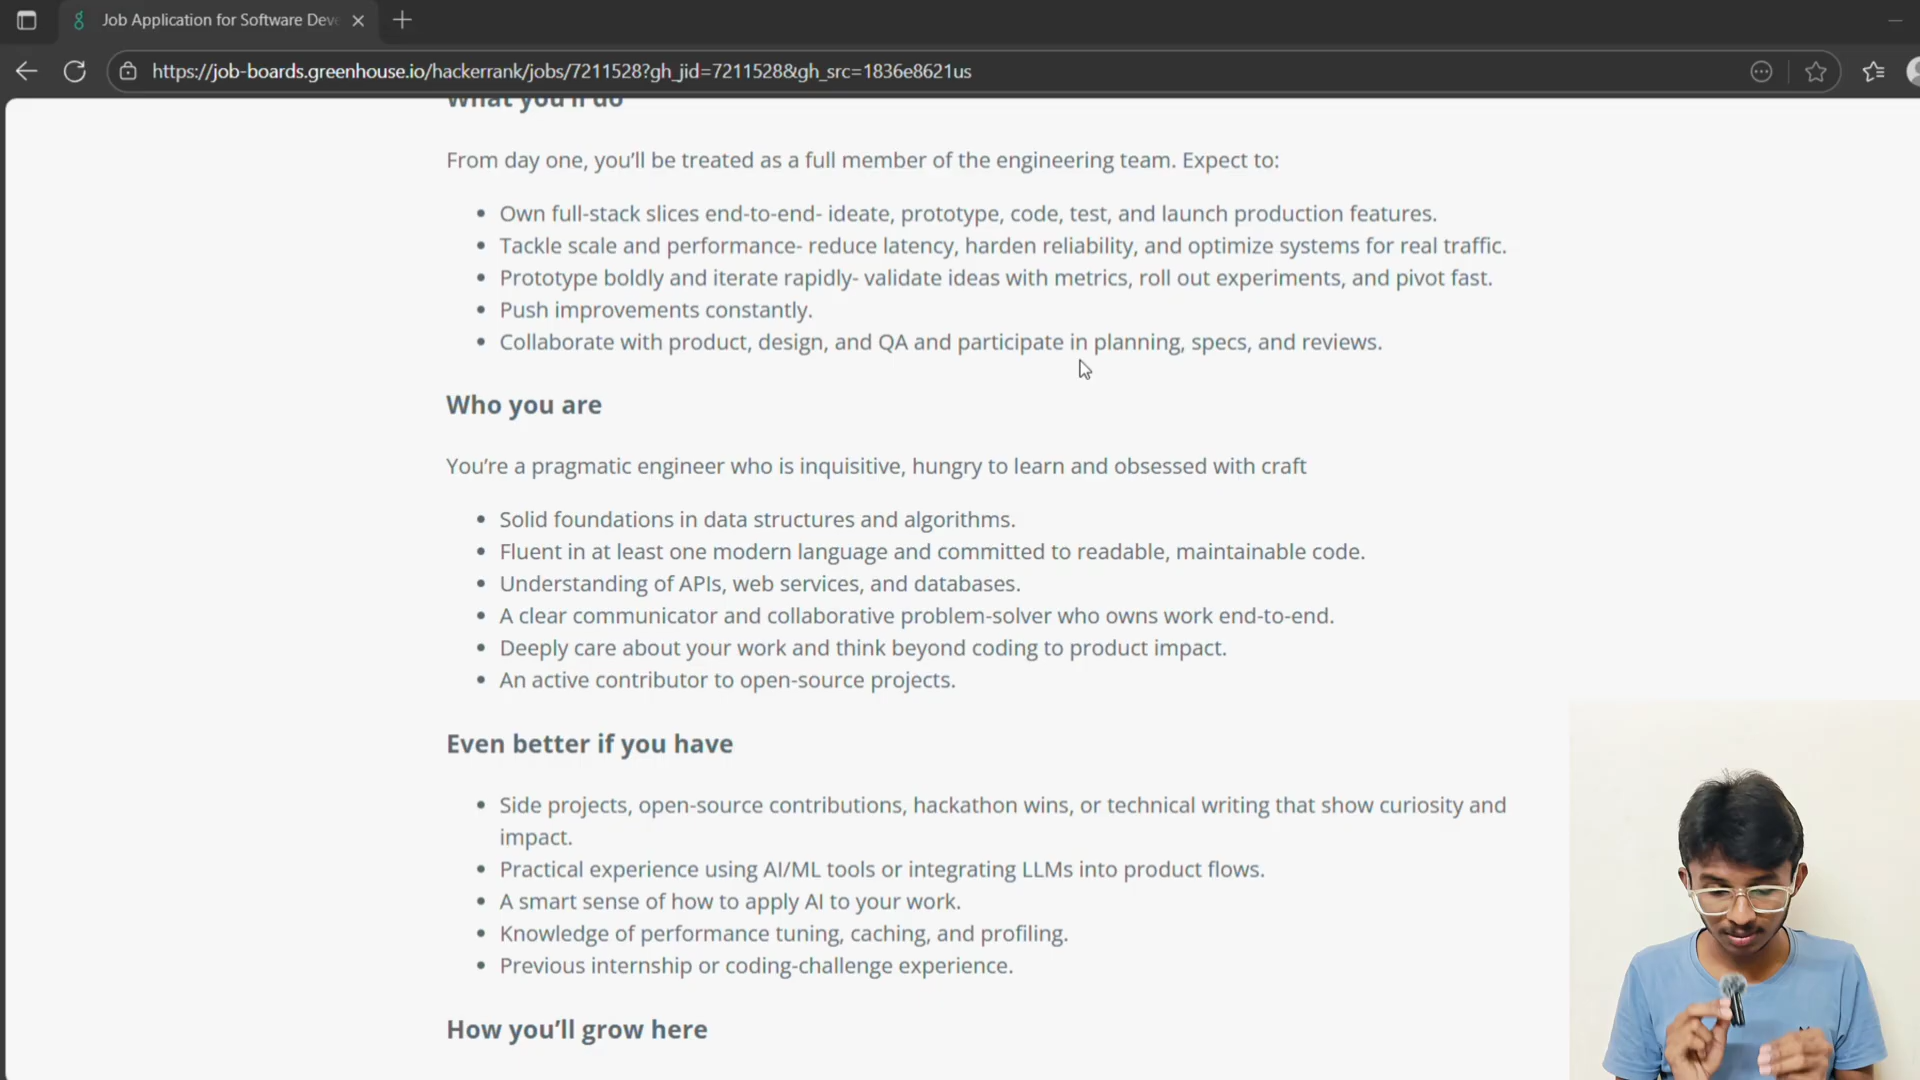 Job Application for Software Deve
https://job-boards.greenhouse.io/hackerrank/jobs/7211528?gh_jid=7211528&gh_src=1836e8621us
What you'll do
From day one, you’ll be treated as a full member of the engineering team. Expect to:
• Own full-stack slices end-to-end- ideate, prototype, code, test, and launch production features.
• Tackle scale and performance- reduce latency, harden reliability, and optimize systems for real traffic.
• Prototype boldly and iterate rapidly- validate ideas with metrics, roll out experiments, and pivot fast.
• Push improvements constantly.
• Collaborate with product, design, and QA and participate in planning, specs, and reviews.
Who you are
You’re a pragmatic engineer who is inquisitive, hungry to learn and obsessed with craft
• Solid foundations in data structures and algorithms.
• Fluent in at least one modern language and committed to readable, maintainable code.
• Understanding of APIs, web services, and databases.
• A clear communicator and collaborative problem-solver who owns work end-to-end.
• Deeply care about your work and think beyond coding to product impact.
• An active contributor to open-source projects.
Even better if you have
• Side projects, open-source contributions, hackathon wins, or technical writing that show curiosity and
impact.
• Practical experience using AI/ML tools or integrating LLMs into product flows.
• A smart sense of how to apply AI to your work.
• Knowledge of performance tuning, caching, and profiling.
• Previous internship or coding-challenge experience.
How you’ll grow here